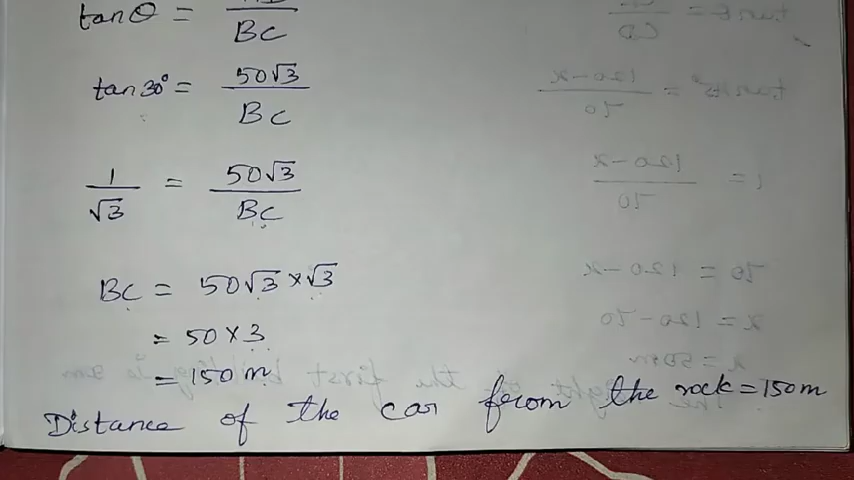 tanθ = AB/BC
tan30° = 50√3/BC
1/√3 = 50√3/BC
BC = 50√3 × √3
= 50 × 3
= 150 m
Distance of the car from the rock = 150m